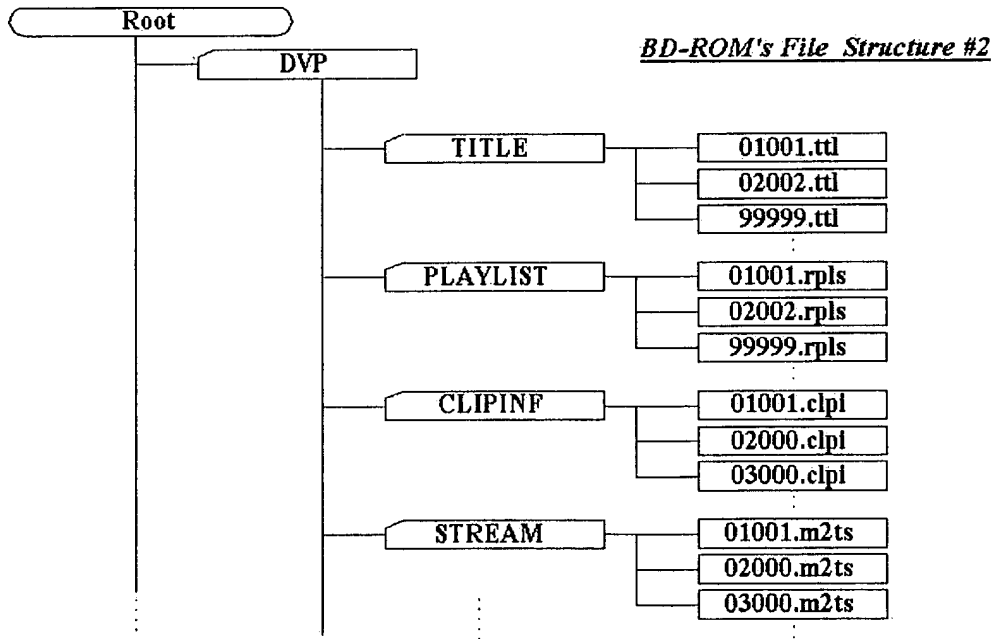 Root
BD-ROM's File Structure #2
DVP
TITLE
01001.ttl
02002.ttl
99999.ttl
PLAYLIST
01001.rpls
02002.rpls
99999.rpls
CLIPINF
01001.clpi
02000.clpi
03000.clpi
STREAM
01001.m2ts
02000.m2ts
03000.m2ts